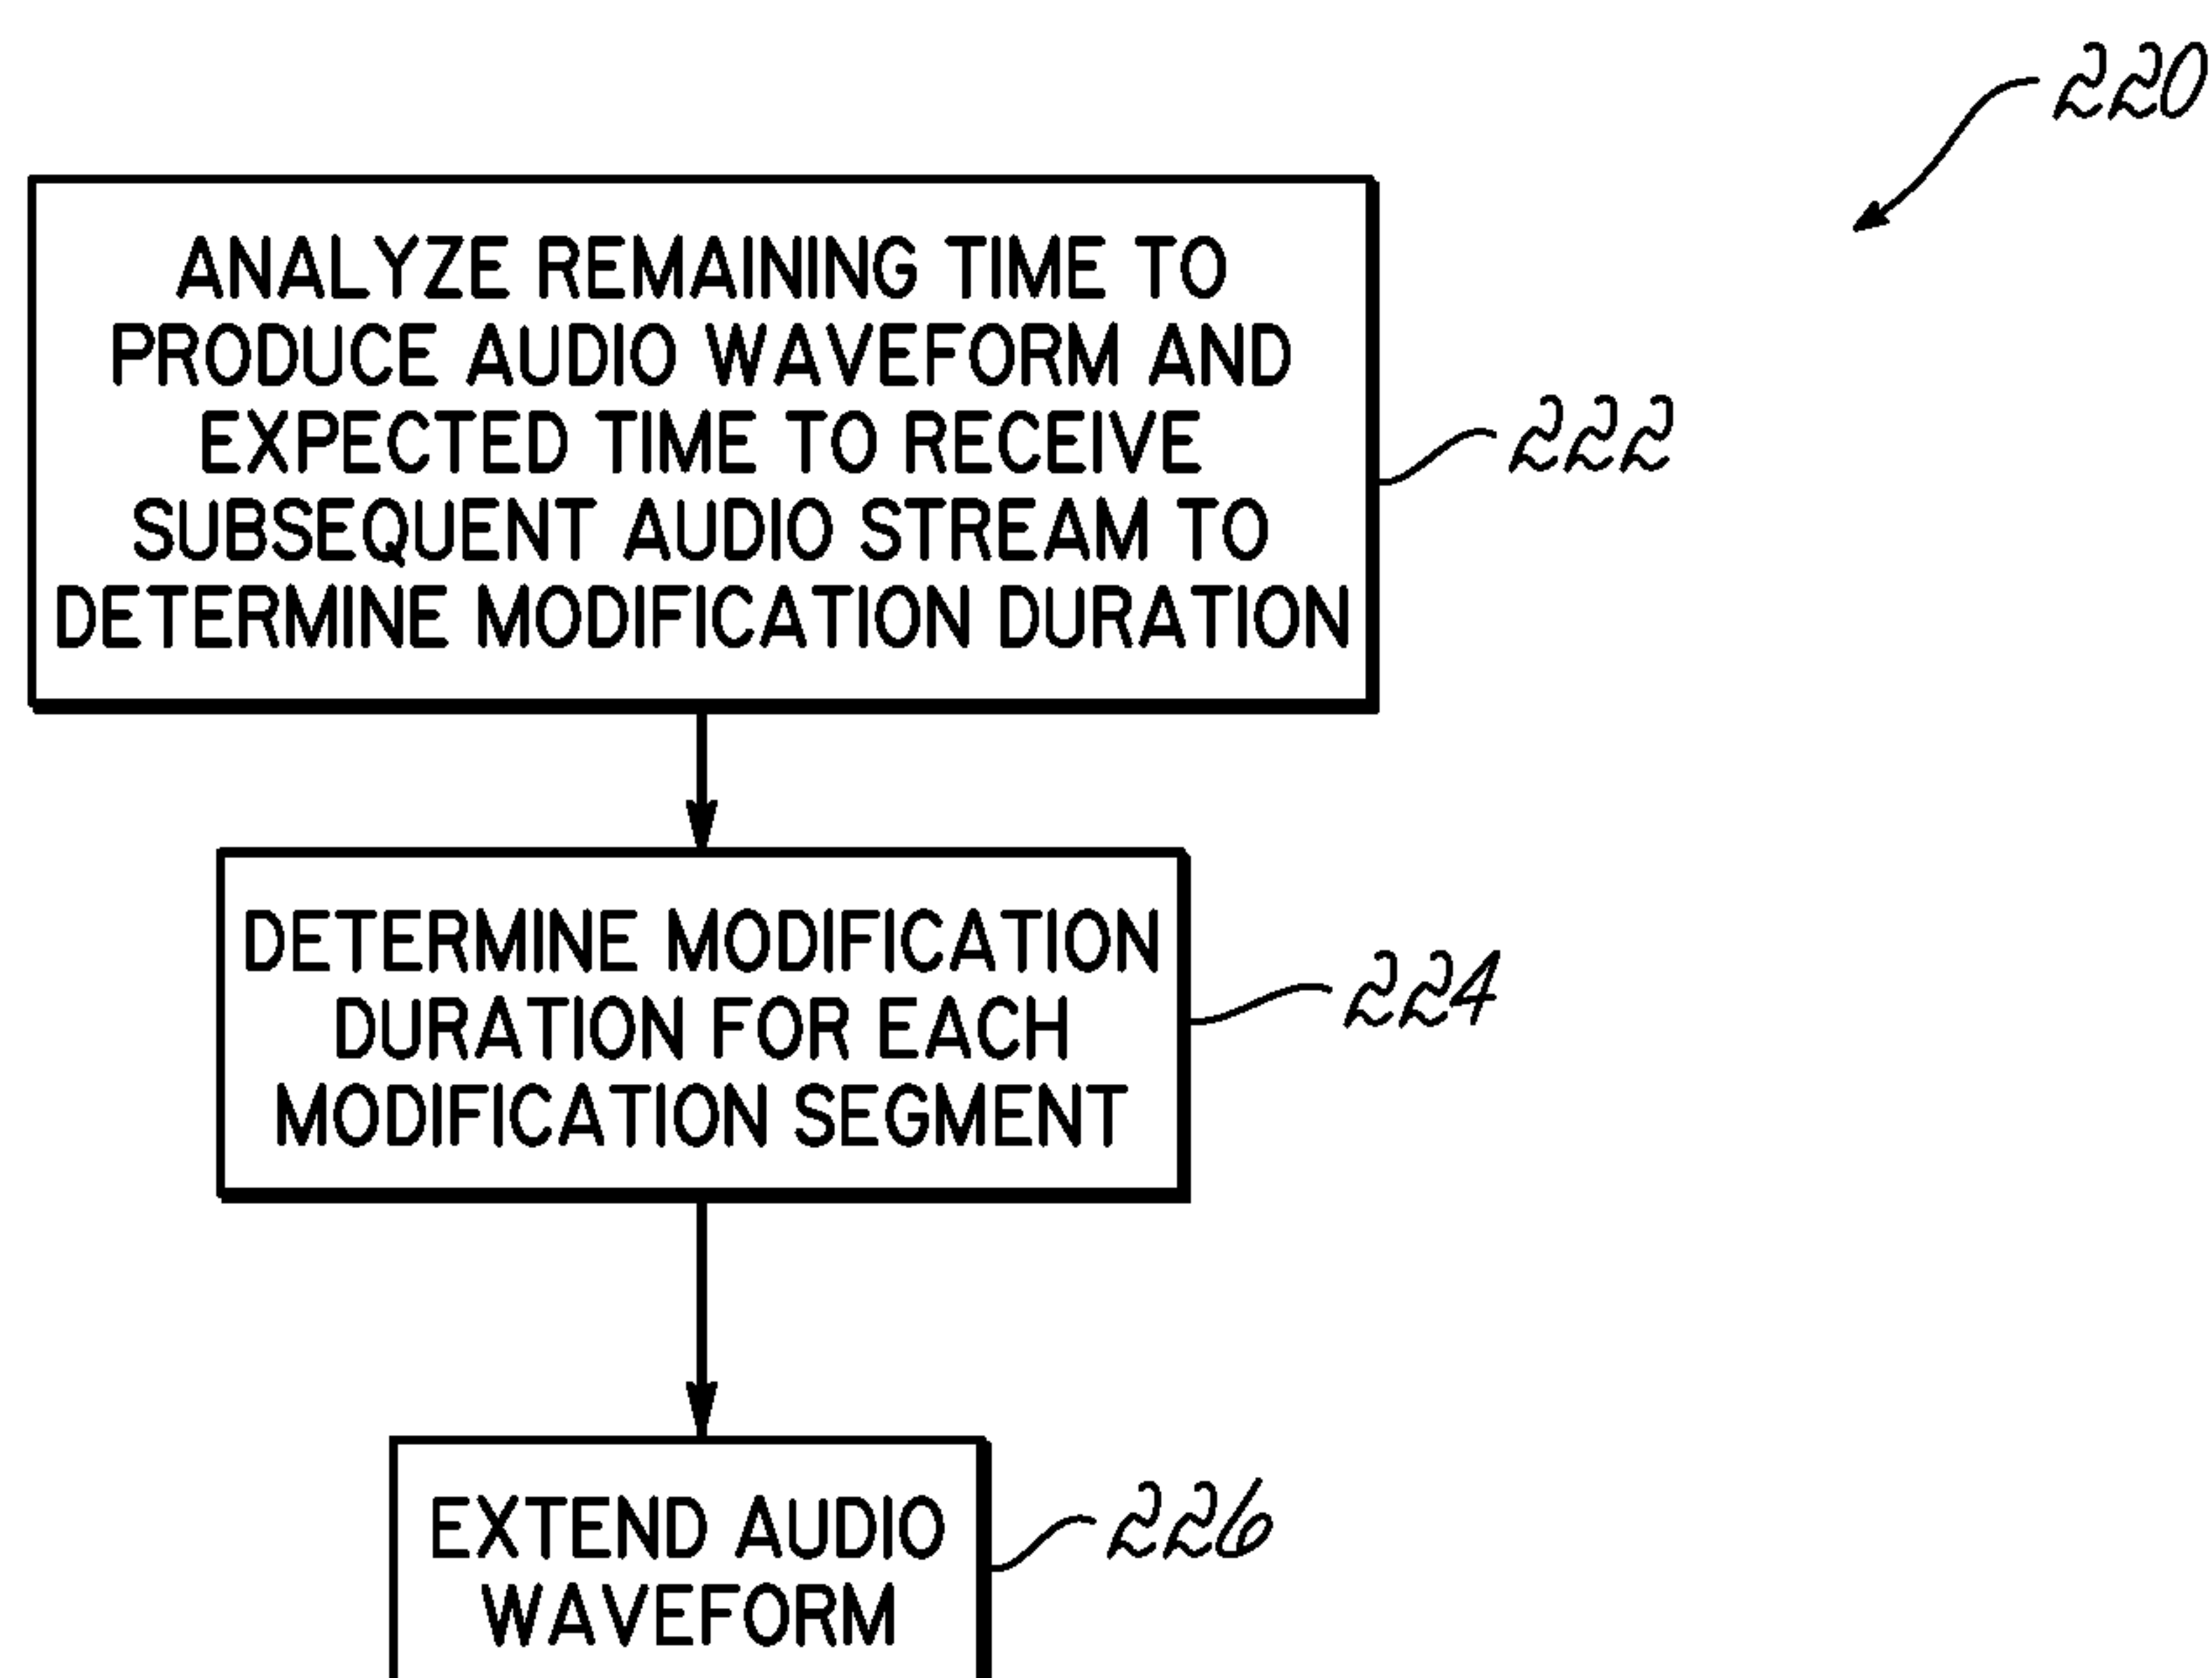 220
ANALYZE REMAINING TIME TO
PRODUCE AUDIO WAVEFORM AND
EXPECTED TIME TO RECEIVE
SUBSEQUENT AUDIO STREAM TO
DETERMINE MODIFICATION DURATION
222
DETERMINE MODIFICATION
DURATION FOR EACH
MODIFICATION SEGMENT
224
EXTEND AUDIO
WAVEFORM
226